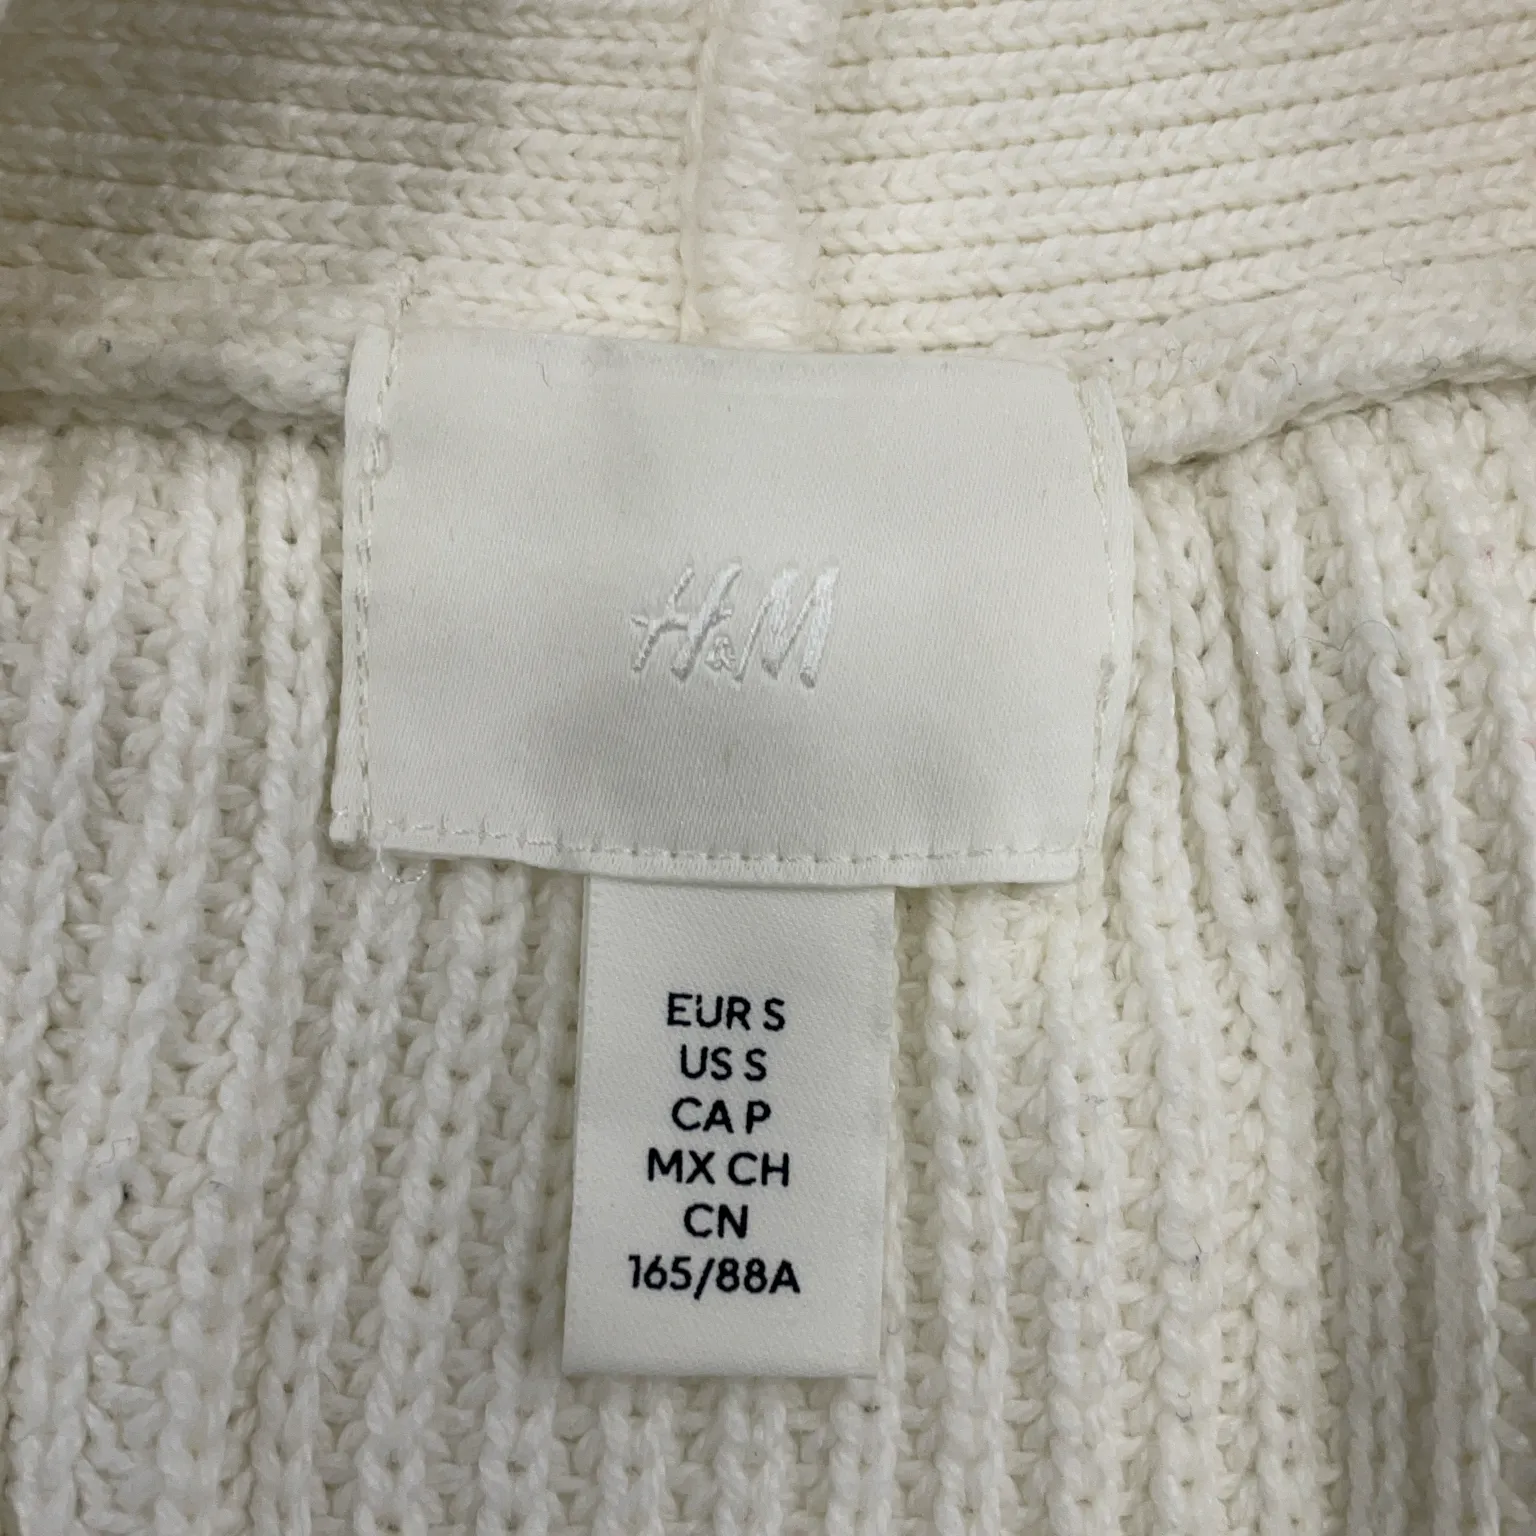 H&M
EUR S
US S
CA P
MX CH
CN
165/88A